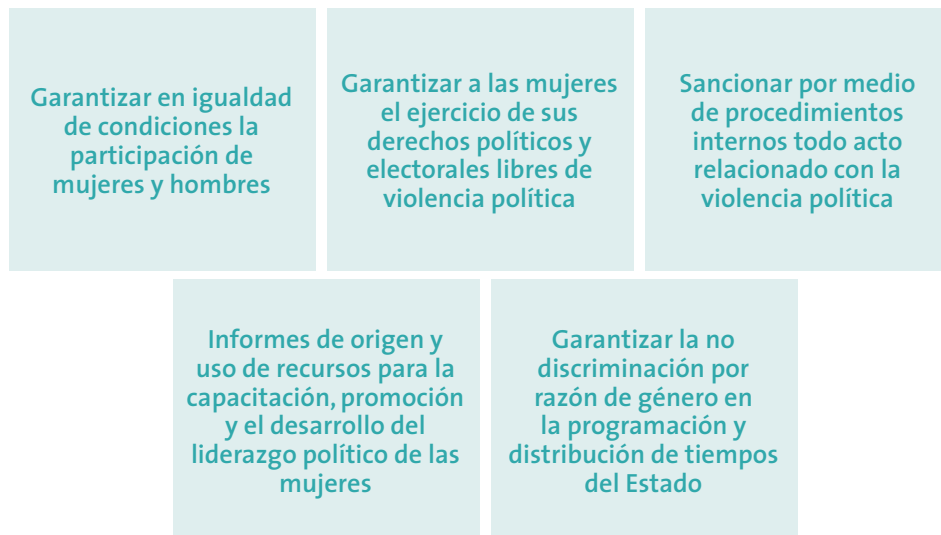 Garantizar en igualdad
de condiciones la
participación de
mujeres y hombres
Garantizar a las mujeres
el ejercicio de sus
derechos políticos y
electorales libres de
violencia política
Sancionar por medio
de procedimientos
internos todo acto
relacionado con la
violencia política
Informes de origen y
uso de recursos para la
capacitación, promoción
y el desarrollo del
liderazgo político de las
mujeres
Garantizar la no
discriminación por
razón de género en
la programación y
distribución de tiempos
del Estado